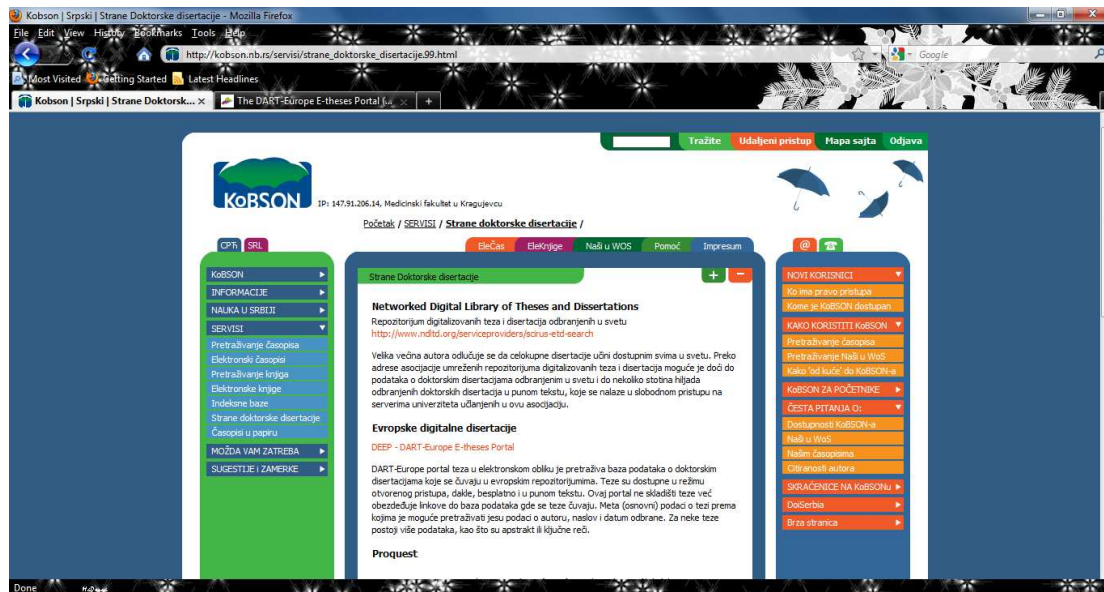 Kobson | Srpski | Strane Doktorske disertacije - Mozilla Firefox
File Edit View History Bookmarks Tools Help
http://kobson.nb.rs/servisi/strane_doktorske_disertacije.99.html
Google
Most Visited Getting Started Latest Headlines
Kobson | Srpski | Strane Doktorsk... The DART-Europe E-theses Portal
Tražite Udaljeni pristup Mapa sajta Odjava
KoBSON
IP: 147.91.206.14, Medicinski fakultet u Kragujevcu
Početak / SERVISI / Strane doktorske disertacije /
СРП SRL
EleČas EleKnjige Naši u WOS Pomoć Impresum
@
KoBSON
INFORMACIJE
NAUKA U SRBIJI
SERVISI
Pretraživanje časopisa
Elektronski časopisi
Pretraživanje knjiga
Elektronske knjige
Indeksne baze
Strane doktorske disertacije
Časopisi u papiru
MOŽDA VAM ZATREBA
SUGESTIJE i ZAMERKE
Strane Doktorske disertacije
+ −
Networked Digital Library of Theses and Dissertations
Repozitorijum digitalizovanih teza i disertacija odbranjenih u svetu
http://www.ndltd.org/serviceproviders/scirus-etd-search
Velika većina autora odlučuje se da celokupne disertacije učini dostupnim svima u svetu. Preko
adrese asocijacije umreženih repozitorijuma digitalizovanih teza i disertacija moguće je doći do
podataka o doktorskim disertacijama odbranjenim u svetu i do nekoliko stotina hiljada
odbranjenih doktorskih disertacija u punom tekstu, koje se nalaze u slobodnom pristupu na
serverima univerziteta učlanjenih u ovu asocijaciju.
Evropske digitalne disertacije
DEEP - DART-Europe E-theses Portal
DART-Europe portal teza u elektronskom obliku je pretraživa baza podataka o doktorskim
disertacijama koje se čuvaju u evropskim repozitorijumima. Teze su dostupne u režimu
otvorenog pristupa, dakle, besplatno i u punom tekstu. Ovaj portal ne skladišti teze već
obezdeđuje linkove do baza podataka gde se teze čuvaju. Meta (osnovni) podaci o tezi prema
kojima je moguće pretraživati jesu podaci o autoru, naslov i datum odbrane. Za neke teze
postoji više podataka, kao što su apstrakt ili ključne reči.
Proquest
NOVI KORISNICI
Ko ima pravo pristupa
Kome je KoBSON dostupan
KAKO KORISTITI KoBSON
Pretraživanje časopisa
Pretraživanje Naši u WoS
Kako 'od kuće' do KoBSON-a
KoBSON ZA POČETNIKE
ČESTA PITANJA O:
Dostupnosti KoBSON-a
Naši u WoS
Našim časopisima
Citiranosti autora
SKRAĆENICE NA KoBSONu
DoiSerbia
Brza stranica
Done